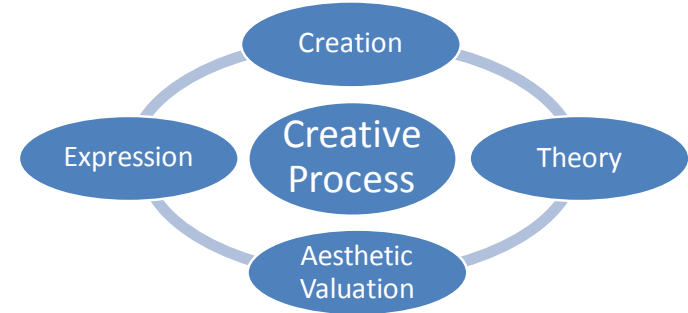 Creation
Expression
Creative
Process
Theory
Aesthetic
Valuation